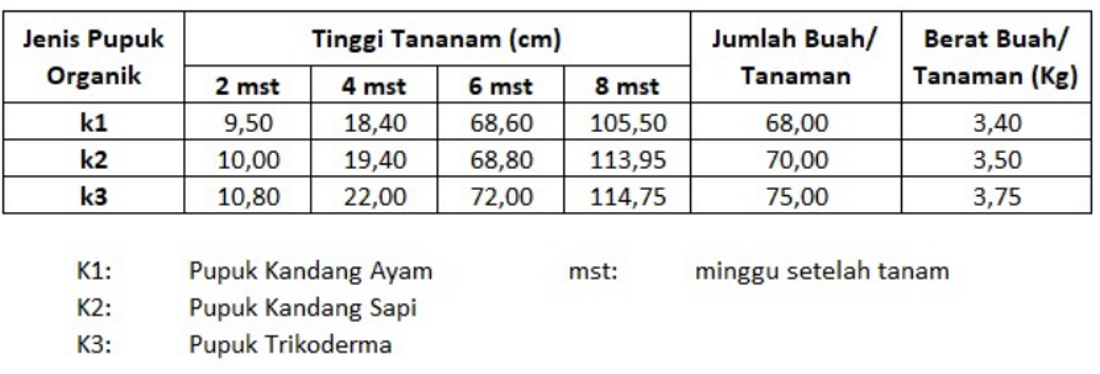 Jenis Pupuk Organik Tinggi Tananam (cm) Jumlah Buah/ Tanaman Berat Buah/ Tanaman (Kg)
2 mst 4 mst 6 mst 8 mst
k1 9,50 18,40 68,60 105,50 68,00 3,40
k2 10,00 19,40 68,80 113,95 70,00 3,50
k3 10,80 22,00 72,00 114,75 75,00 3,75
K1: Pupuk Kandang Ayam mst: minggu setelah tanam
K2: Pupuk Kandang Sapi
K3: Pupuk Trikoderma